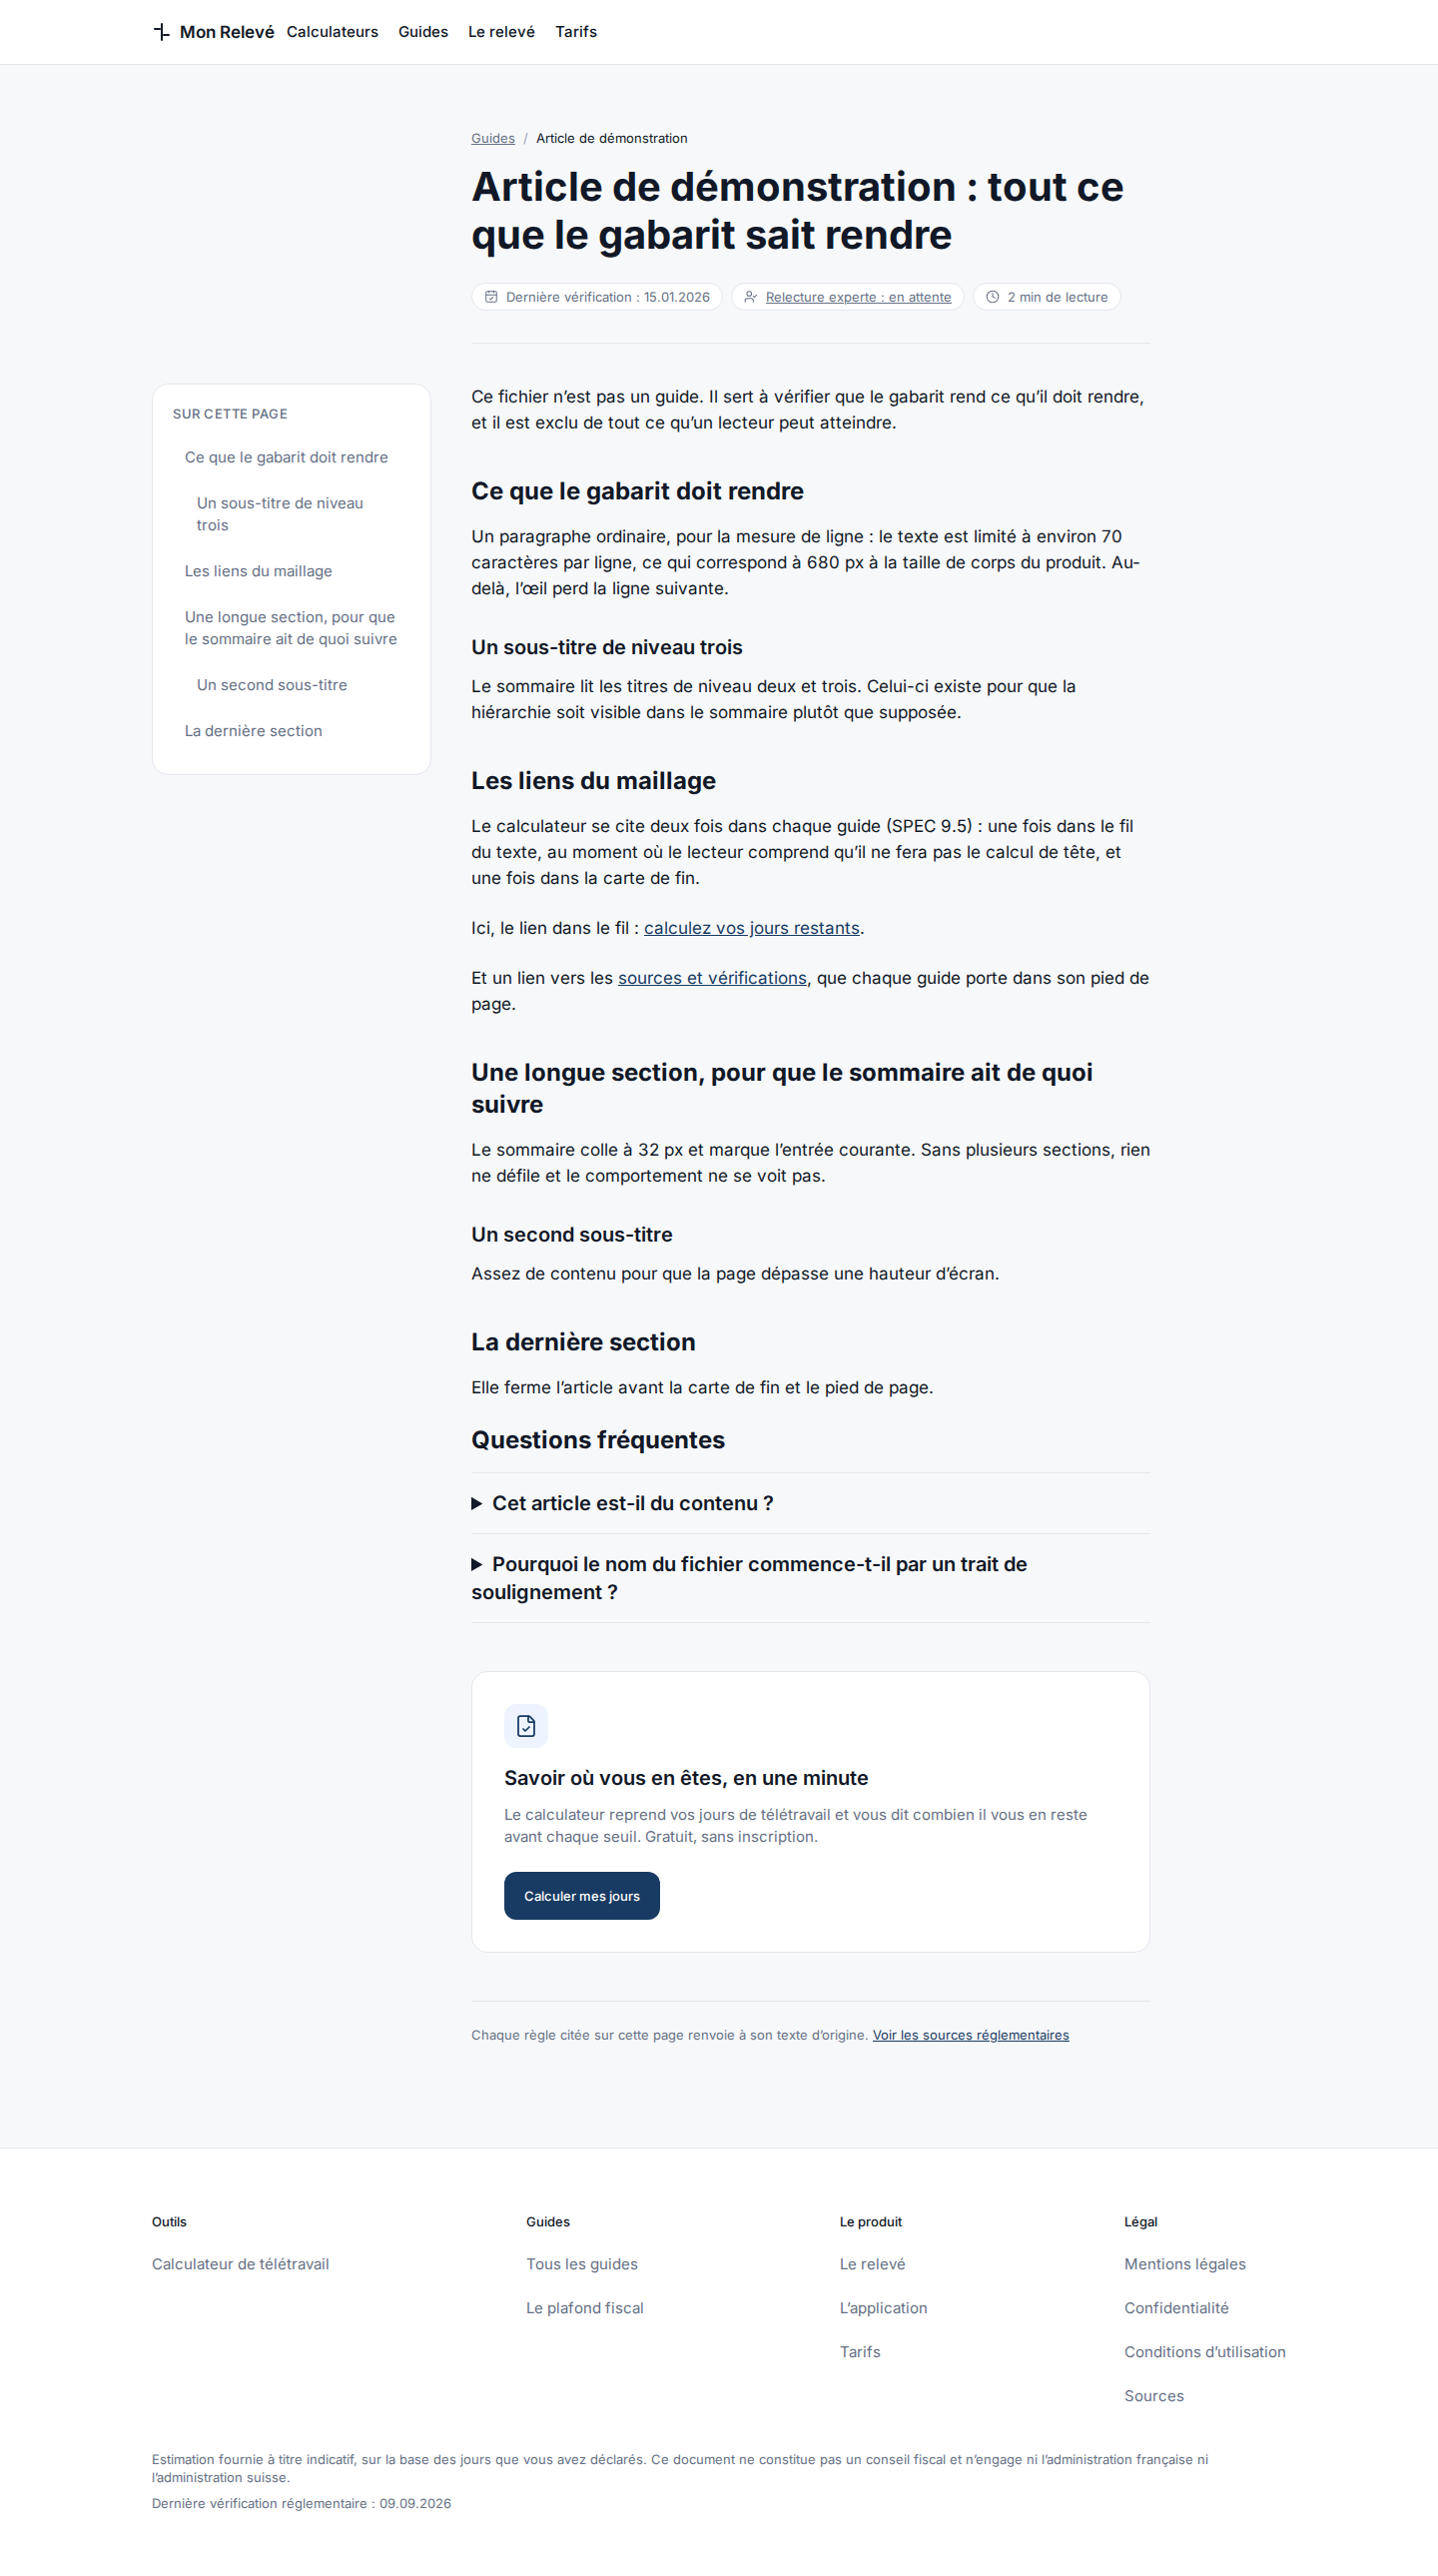 Mon Relevé Calculateurs Guides Le relevé Tarifs
Guides / Article de démonstration
Article de démonstration : tout ce
que le gabarit sait rendre
Dernière vérification : 15.01.2026 Relecture experte : en attente 2 min de lecture
SUR CETTE PAGE
Ce que le gabarit doit rendre
Un sous-titre de niveau
trois
Les liens du maillage
Une longue section, pour que
le sommaire ait de quoi suivre
Un second sous-titre
La dernière section
Ce fichier n’est pas un guide. Il sert à vérifier que le gabarit rend ce qu’il doit rendre,
et il est exclu de tout ce qu’un lecteur peut atteindre.
Ce que le gabarit doit rendre
Un paragraphe ordinaire, pour la mesure de ligne : le texte est limité à environ 70
caractères par ligne, ce qui correspond à 680 px à la taille de corps du produit. Au-
delà, l’œil perd la ligne suivante.
Un sous-titre de niveau trois
Le sommaire lit les titres de niveau deux et trois. Celui-ci existe pour que la
hiérarchie soit visible dans le sommaire plutôt que supposée.
Les liens du maillage
Le calculateur se cite deux fois dans chaque guide (SPEC 9.5) : une fois dans le fil
du texte, au moment où le lecteur comprend qu’il ne fera pas le calcul de tête, et
une fois dans la carte de fin.
Ici, le lien dans le fil : calculez vos jours restants.
Et un lien vers les sources et vérifications, que chaque guide porte dans son pied de
page.
Une longue section, pour que le sommaire ait de quoi
suivre
Le sommaire colle à 32 px et marque l’entrée courante. Sans plusieurs sections, rien
ne défile et le comportement ne se voit pas.
Un second sous-titre
Assez de contenu pour que la page dépasse une hauteur d’écran.
La dernière section
Elle ferme l’article avant la carte de fin et le pied de page.
Questions fréquentes
Cet article est-il du contenu ?
Pourquoi le nom du fichier commence-t-il par un trait de
soulignement ?
Savoir où vous en êtes, en une minute
Le calculateur reprend vos jours de télétravail et vous dit combien il vous en reste
avant chaque seuil. Gratuit, sans inscription.
Calculer mes jours
Chaque règle citée sur cette page renvoie à son texte d’origine. Voir les sources réglementaires
Outils
Calculateur de télétravail
Guides
Tous les guides
Le plafond fiscal
Le produit
Le relevé
L’application
Tarifs
Légal
Mentions légales
Confidentialité
Conditions d’utilisation
Sources
Estimation fournie à titre indicatif, sur la base des jours que vous avez déclarés. Ce document ne constitue pas un conseil fiscal et n’engage ni l’administration française ni
l’administration suisse.
Dernière vérification réglementaire : 09.09.2026